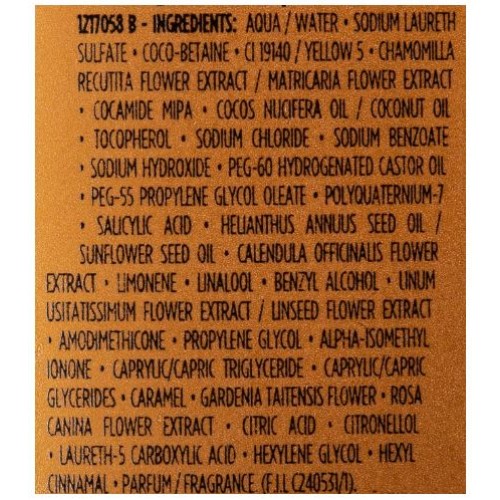 1217058 B - INGREDIENTS: AQUA / WATER • SODIUM LAURETH
SULFATE • COCO-BETAINE • CI 19140 / YELLOW 5 • CHAMOMILLA
RECUTITA FLOWER EXTRACT / MATRICARIA FLOWER EXTRACT
• COCAMIDE MIPA • COCOS NUCIFERA OIL / COCONUT OIL
• TOCOPHEROL • SODIUM CHLORIDE • SODIUM BENZOATE
• SODIUM HYDROXIDE • PEG-60 HYDROGENATED CASTOR OIL
• PEG-55 PROPYLENE GLYCOL OLEATE • POLYQUATERNIUM-7
• SALICYLIC ACID • HELIANTHUS ANNUUS SEED OIL /
SUNFLOWER SEED OIL • CALENDULA OFFICINALIS FLOWER
EXTRACT • LIMONENE • LINALOOL • BENZYL ALCOHOL • LINUM
USITATISSIMUM FLOWER EXTRACT / LINSEED FLOWER EXTRACT
• AMODIMETHICONE • PROPYLENE GLYCOL • ALPHA-ISOMETHYL
IONONE • CAPRYLIC/CAPRIC TRIGLYCERIDE • CAPRYLIC/CAPRIC
GLYCERIDES • CARAMEL • GARDENIA TAITENSIS FLOWER • ROSA
CANINA FLOWER EXTRACT • CITRIC ACID • CITRONELLOL
• LAURETH-5 CARBOXYLIC ACID • HEXYLENE GLYCOL • HEXYL
CINNAMAL • PARFUM / FRAGRANCE (F.I.L C240531/1).